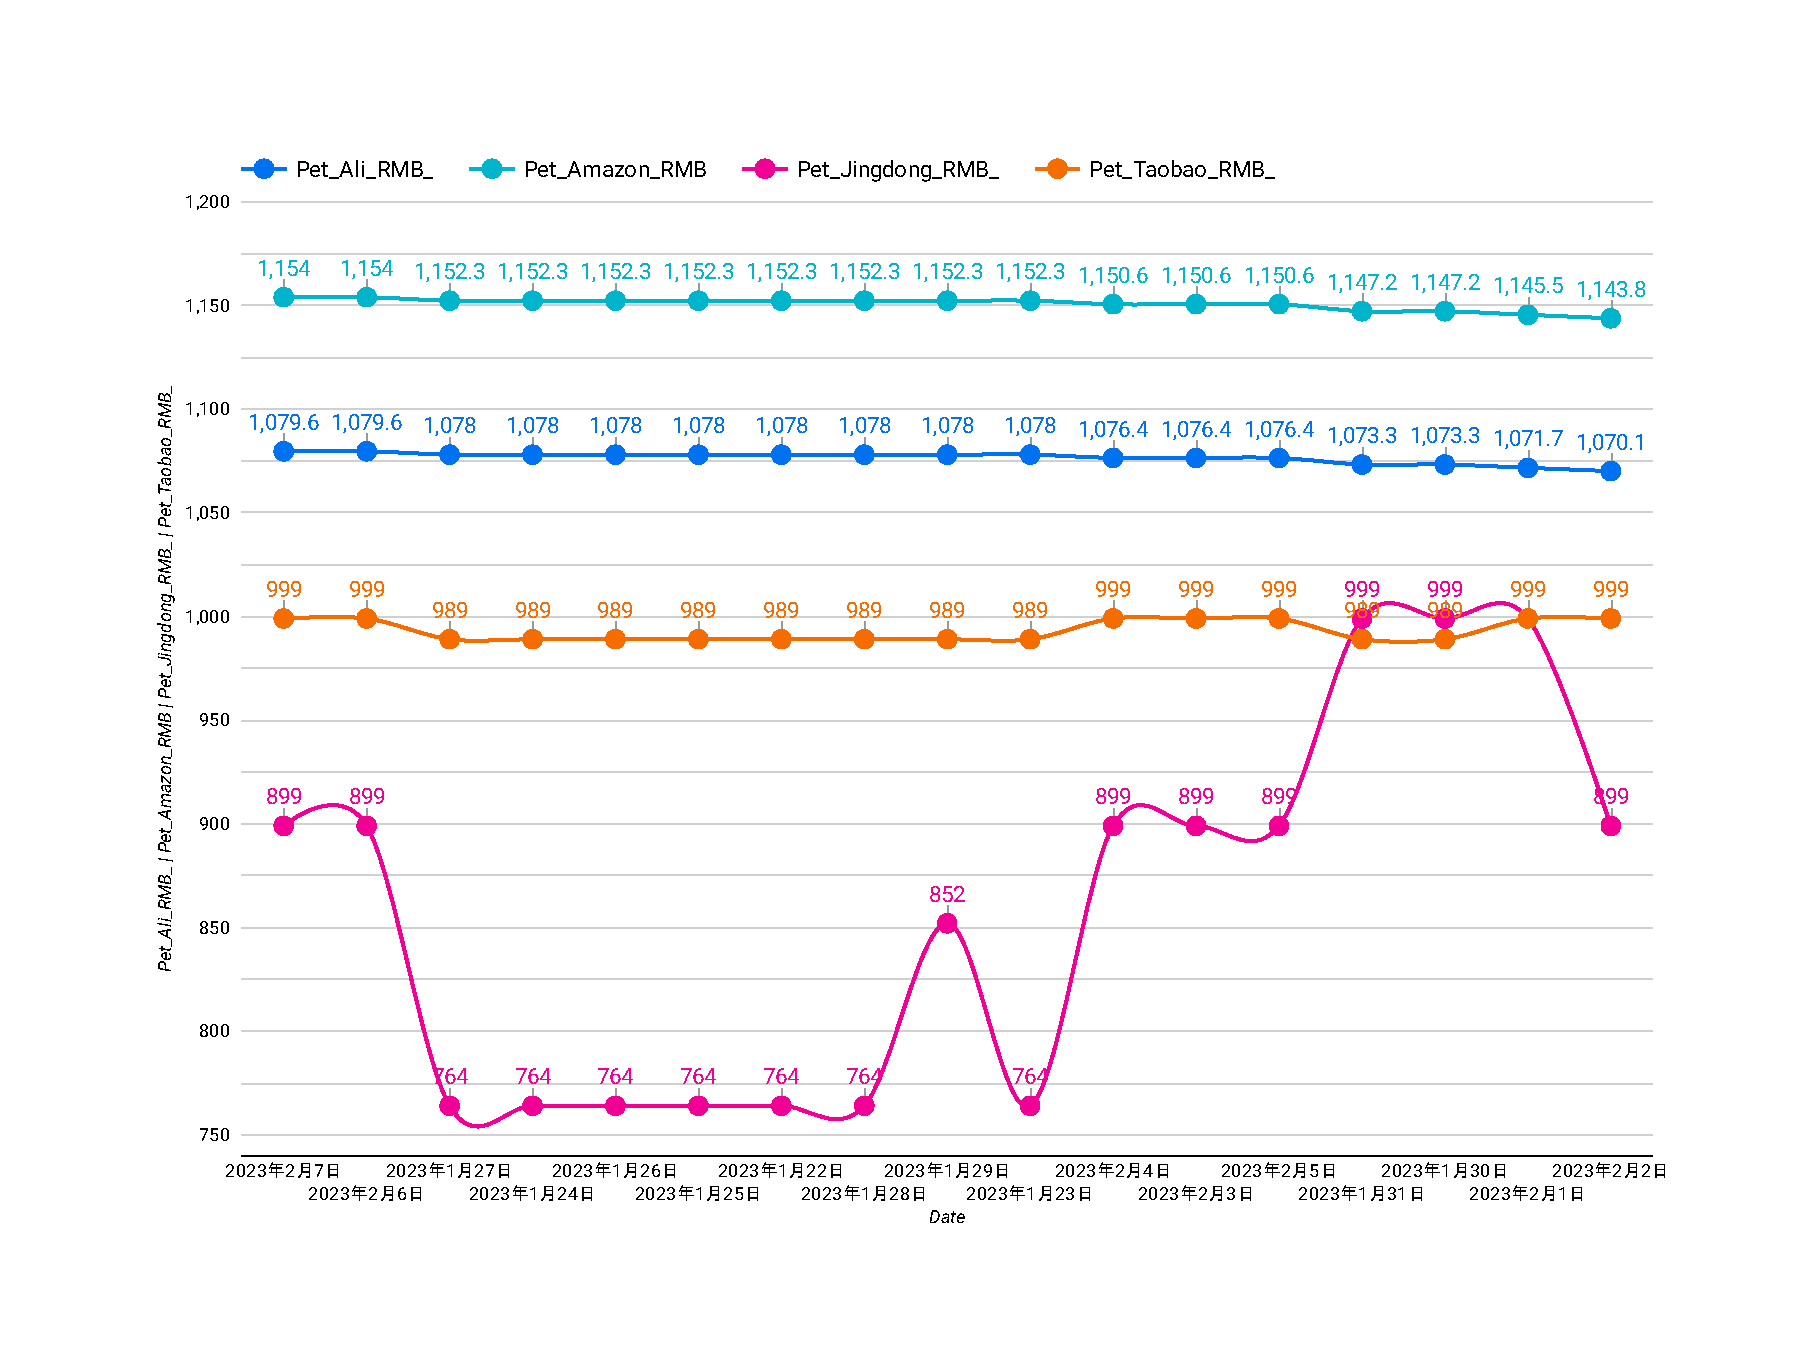 Pet_Ali_RMB_ Pet_Amazon_RMB Pet_Jingdong_RMB_ Pet_Taobao_RMB_
1,200
1,154 1,154 1,152.3 1,152.3 1,152.3 1,152.3 1,152.3 1,152.3 1,152.3 1,152.3 1,150.6 1,150.6 1,150.6 1,147.2 1,147.2 1,145.5 1,143.8
1,150
1,100
1,079.6 1,079.6 1,078 1,078 1,078 1,078 1,078 1,078 1,078 1,078 1,076.4 1,076.4 1,076.4 1,073.3 1,073.3 1,071.7 1,070.1
1,050
999 999 999 999 999 999 999 999 999
989 989 989 989 989 989 989 989 989 989
1,000
950
899 899 899 899 899 899
900
852
850
800
764 764 764 764 764 764 764
750
Pet_Ali_RMB_ | Pet_Amazon_RMB | Pet_Jingdong_RMB_ | Pet_Taobao_RMB_
2023年2月7日 2023年1月27日 2023年1月26日 2023年1月22日 2023年1月29日 2023年2月4日 2023年2月5日 2023年1月30日 2023年2月2日
2023年2月6日 2023年1月24日 2023年1月25日 2023年1月28日 2023年1月23日 2023年2月3日 2023年1月31日 2023年2月1日
Date